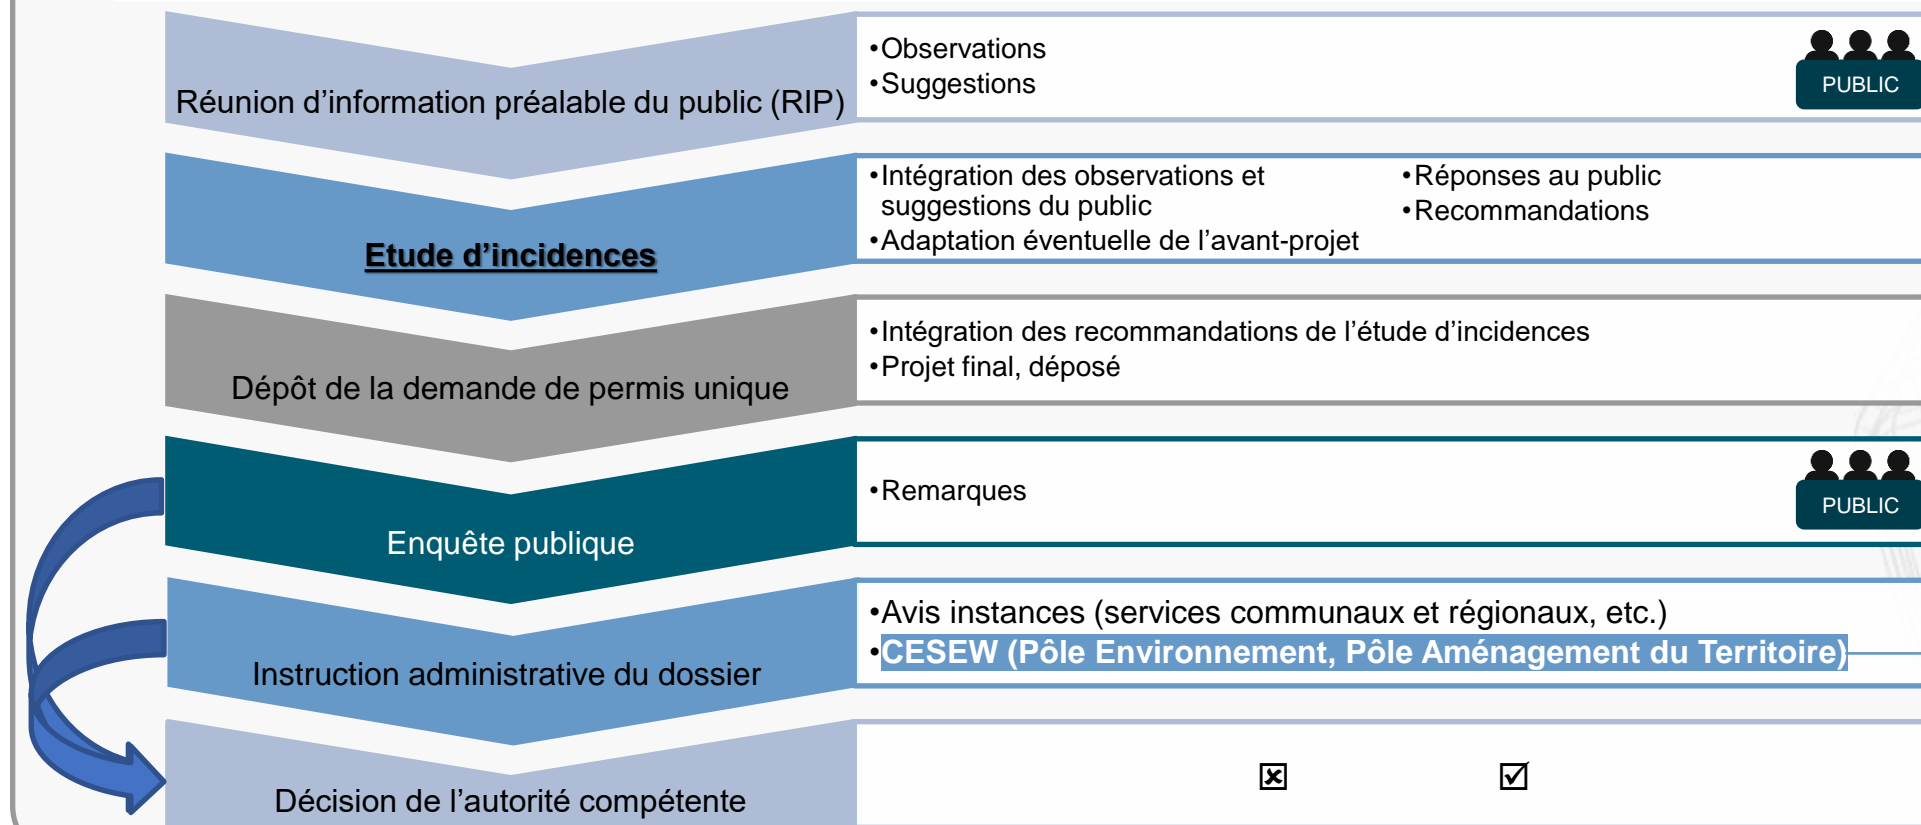 Réunion d’information préalable du public (RIP)
•Observations
•Suggestions
PUBLIC
Etude d’incidences
•Intégration des observations et
suggestions du public
•Adaptation éventuelle de l’avant-projet
•Réponses au public
•Recommandations
Dépôt de la demande de permis unique
•Intégration des recommandations de l’étude d’incidences
•Projet final, déposé
Enquête publique
•Remarques
PUBLIC
Instruction administrative du dossier
•Avis instances (services communaux et régionaux, etc.)
•CESEW (Pôle Environnement, Pôle Aménagement du Territoire)
Décision de l’autorité compétente
☒ ☑